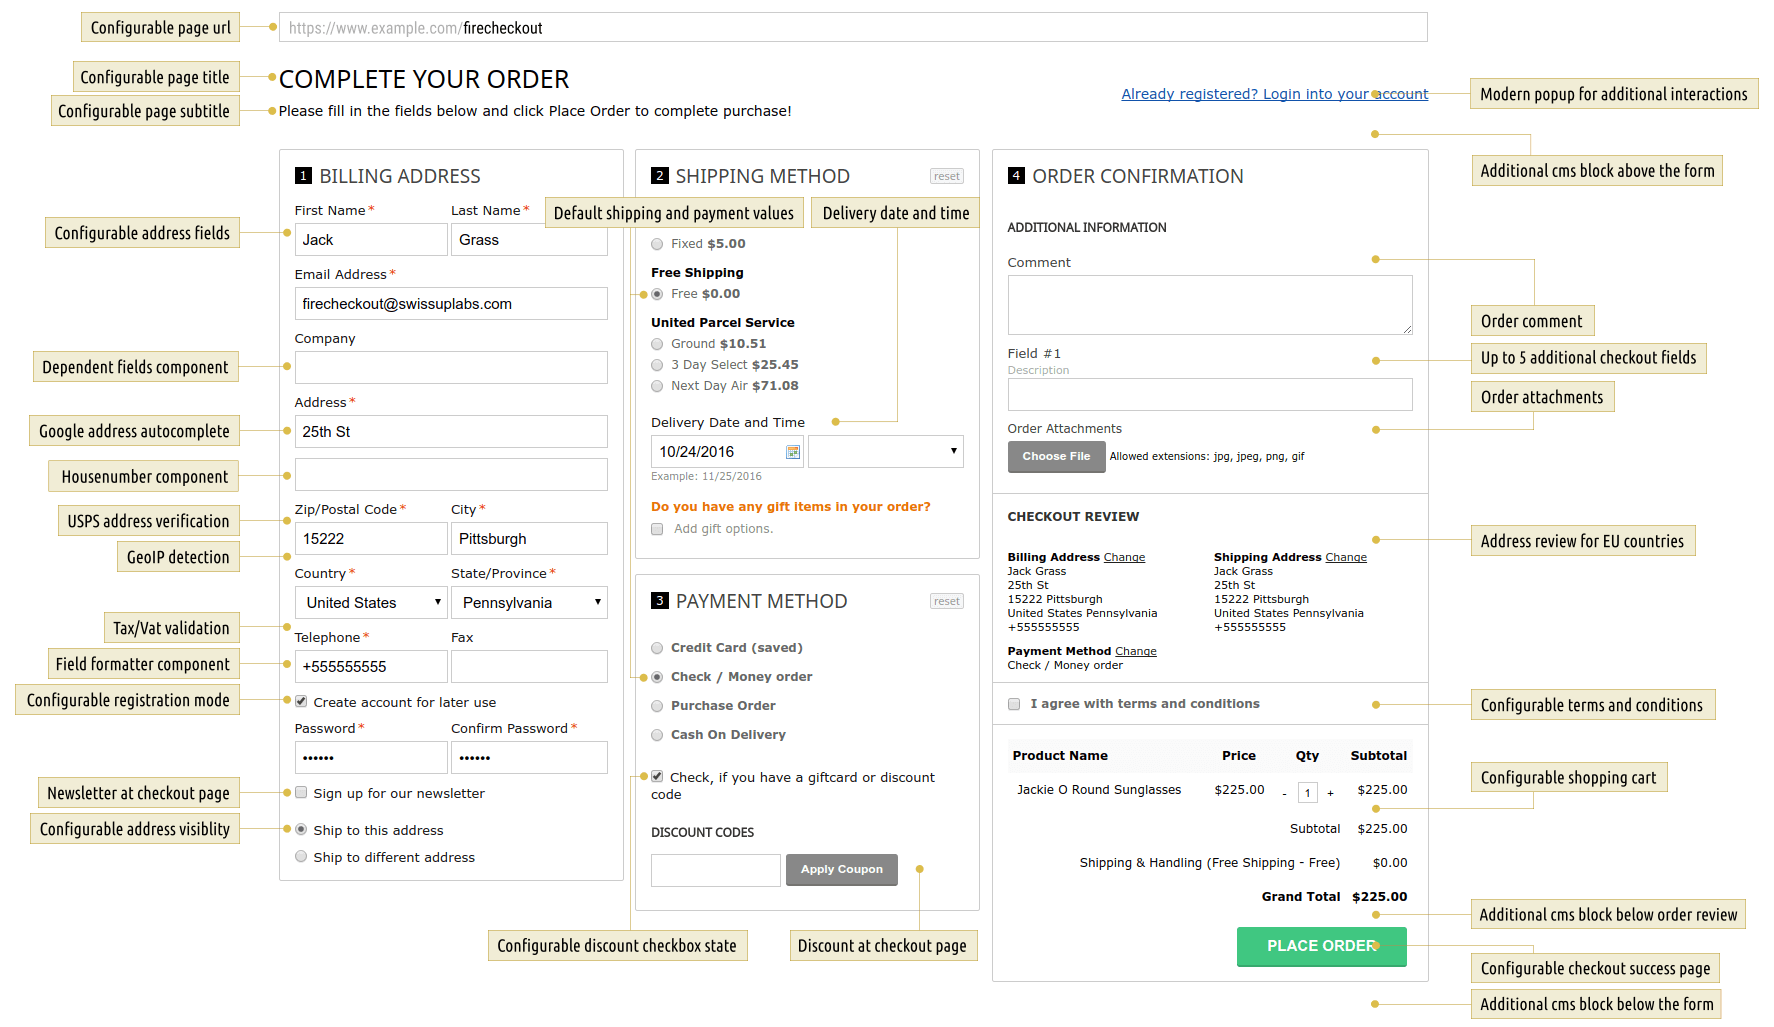 Configurable page url
https://www.example.com/firecheckout
Configurable page title
COMPLETE YOUR ORDER
Configurable page subtitle
Please fill in the fields below and click Place Order to complete purchase!
Already registered? Login into your account
Modern popup for additional interactions
Additional cms block above the form
1 BILLING ADDRESS
First Name *
Last Name *
Configurable address fields
Jack
Grass
Email Address *
firecheckout@swissuplabs.com
Company
Dependent fields component
Address *
Google address autocomplete
25th St
Housenumber component
Zip/Postal Code *
City *
USPS address verification
15222
Pittsburgh
GeoIP detection
Country *
State/Province *
United States
Pennsylvania
Tax/Vat validation
Telephone *
Fax
Field formatter component
+555555555
Configurable registration mode
Create account for later use
Password *
Confirm Password *
••••••
••••••
Newsletter at checkout page
Sign up for our newsletter
Configurable address visiblity
Ship to this address
Ship to different address
2 SHIPPING METHOD
reset
Default shipping and payment values
Delivery date and time
Fixed $5.00
Free Shipping
Free $0.00
United Parcel Service
Ground $10.51
3 Day Select $25.45
Next Day Air $71.08
Delivery Date and Time
10/24/2016
Example: 11/25/2016
Do you have any gift items in your order?
Add gift options.
3 PAYMENT METHOD
reset
Credit Card (saved)
Check / Money order
Purchase Order
Cash On Delivery
Check, if you have a giftcard or discount
code
DISCOUNT CODES
Apply Coupon
Configurable discount checkbox state
Discount at checkout page
4 ORDER CONFIRMATION
ADDITIONAL INFORMATION
Comment
Order comment
Field #1
Description
Up to 5 additional checkout fields
Order attachments
Order Attachments
Choose File
Allowed extensions: jpg, jpeg, png, gif
CHECKOUT REVIEW
Address review for EU countries
Billing Address Change
Jack Grass
25th St
15222 Pittsburgh
United States Pennsylvania
+555555555
Shipping Address Change
Jack Grass
25th St
15222 Pittsburgh
United States Pennsylvania
+555555555
Payment Method Change
Check / Money order
I agree with terms and conditions
Configurable terms and conditions
Product Name Price Qty Subtotal
Configurable shopping cart
Jackie O Round Sunglasses $225.00 - 1 + $225.00
Subtotal $225.00
Shipping & Handling (Free Shipping - Free) $0.00
Grand Total $225.00
Additional cms block below order review
PLACE ORDER
Configurable checkout success page
Additional cms block below the form